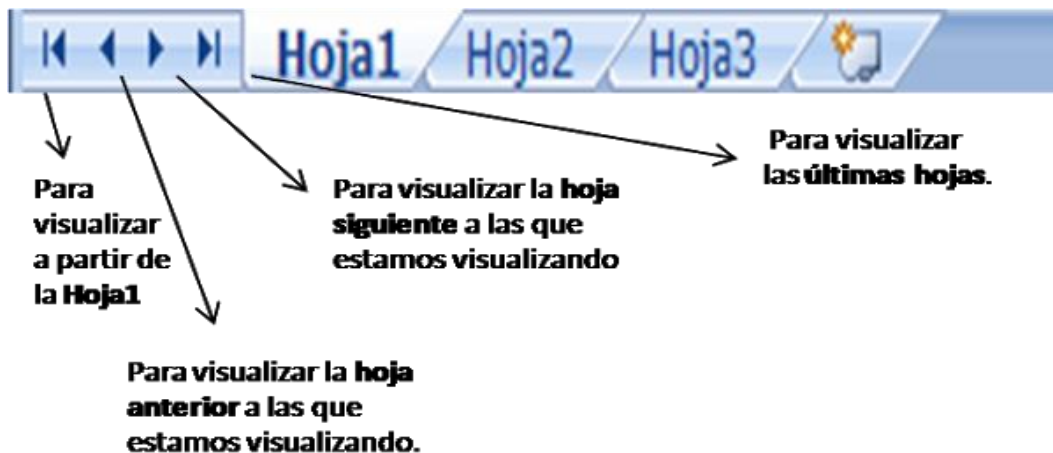 Hoja1 Hoja2 Hoja3
Para
visualizar
a partir de
la Hoja1
Para visualizar la hoja
anterior a las que
estamos visualizando.
Para visualizar la hoja
siguiente a las que
estamos visualizando
Para visualizar
las últimas hojas.